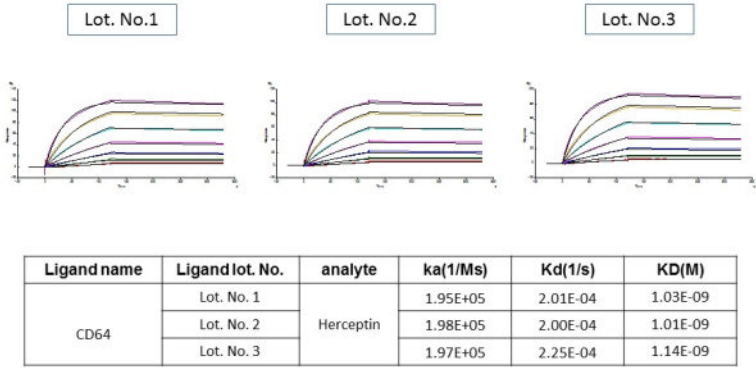 Lot. No.1 Lot. No.2 Lot. No.3
Ligand name Ligand lot. No. analyte ka(1/Ms) Kd(1/s) KD(M)
CD64 Lot. No. 1 Herceptin 1.95E+05 2.01E-04 1.03E-09
Lot. No. 2 1.98E+05 2.00E-04 1.01E-09
Lot. No. 3 1.97E+05 2.25E-04 1.14E-09